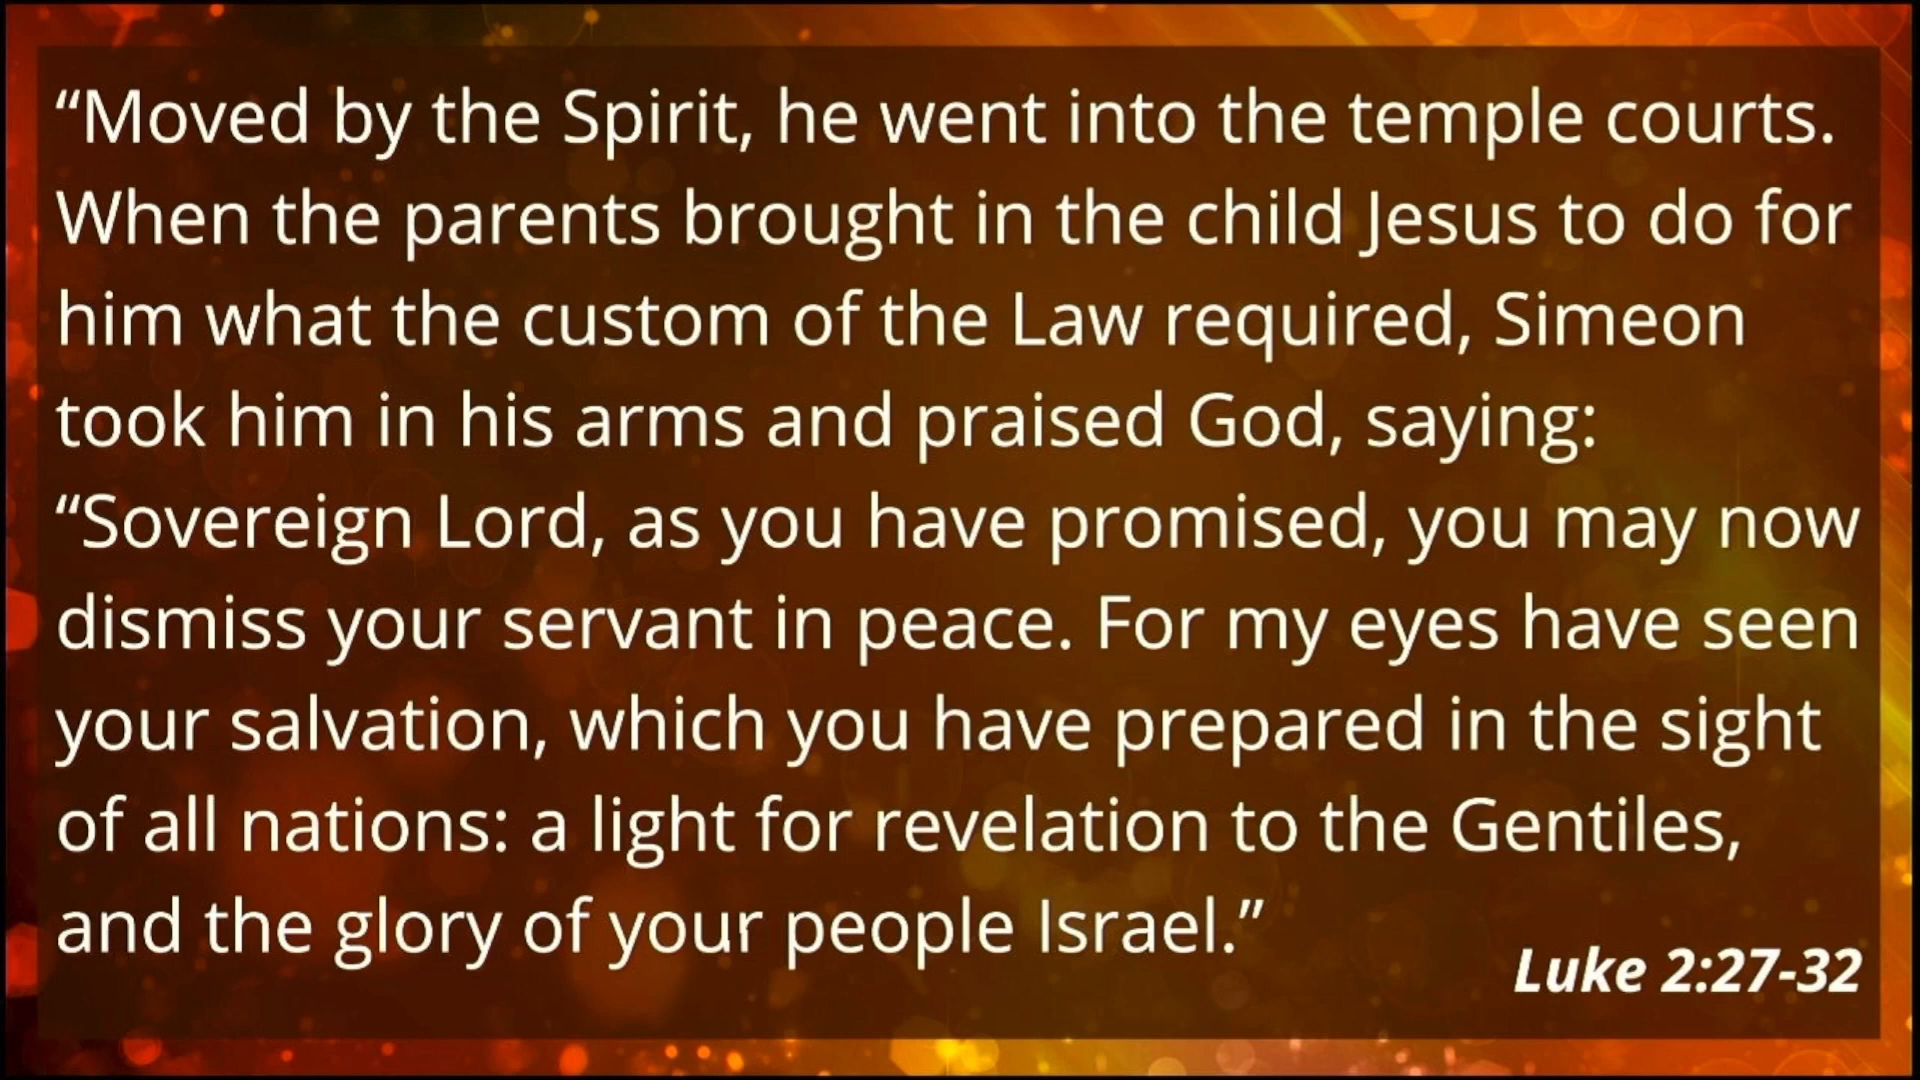 “Moved by the Spirit, he went into the temple courts.
When the parents brought in the child Jesus to do for
him what the custom of the Law required, Simeon
took him in his arms and praised God, saying:
“Sovereign Lord, as you have promised, you may now
dismiss your servant in peace. For my eyes have seen
your salvation, which you have prepared in the sight
of all nations: a light for revelation to the Gentiles,
and the glory of your people Israel.”
Luke 2:27-32